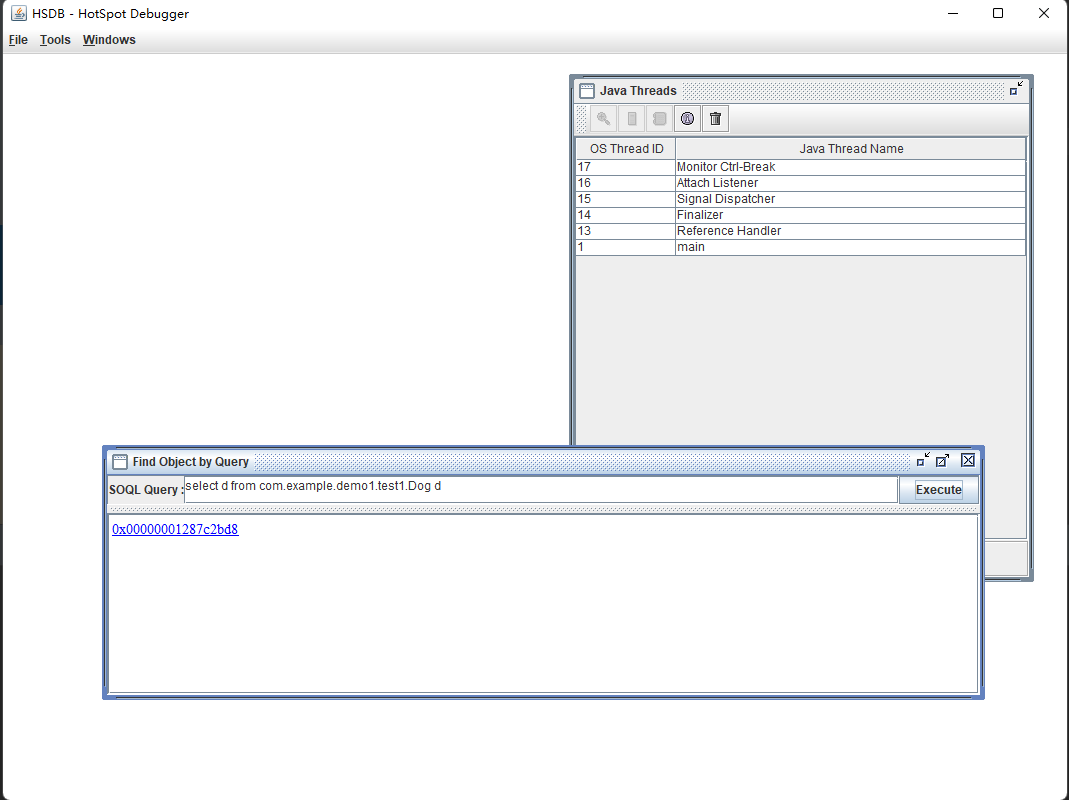 HSDB - HotSpot Debugger
File Tools Windows
Java Threads
OS Thread ID Java Thread Name
17 Monitor Ctrl-Break
16 Attach Listener
15 Signal Dispatcher
14 Finalizer
13 Reference Handler
1 main
Find Object by Query
SOQL Query : select d from com.example.demo1.test1.Dog d Execute
0x00000001287c2bd8